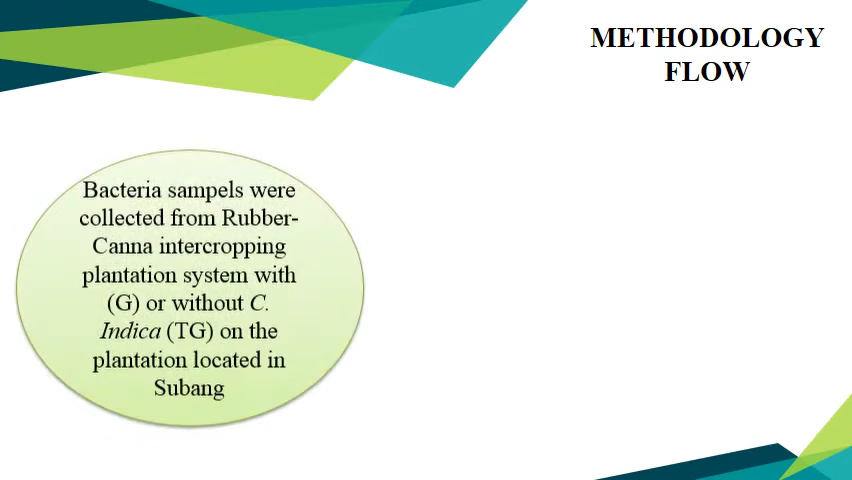 METHODOLOGY
FLOW
Bacteria sampels were
collected from Rubber-
Canna intercropping
plantation system with
(G) or without C.
Indica (TG) on the
plantation located in
Subang